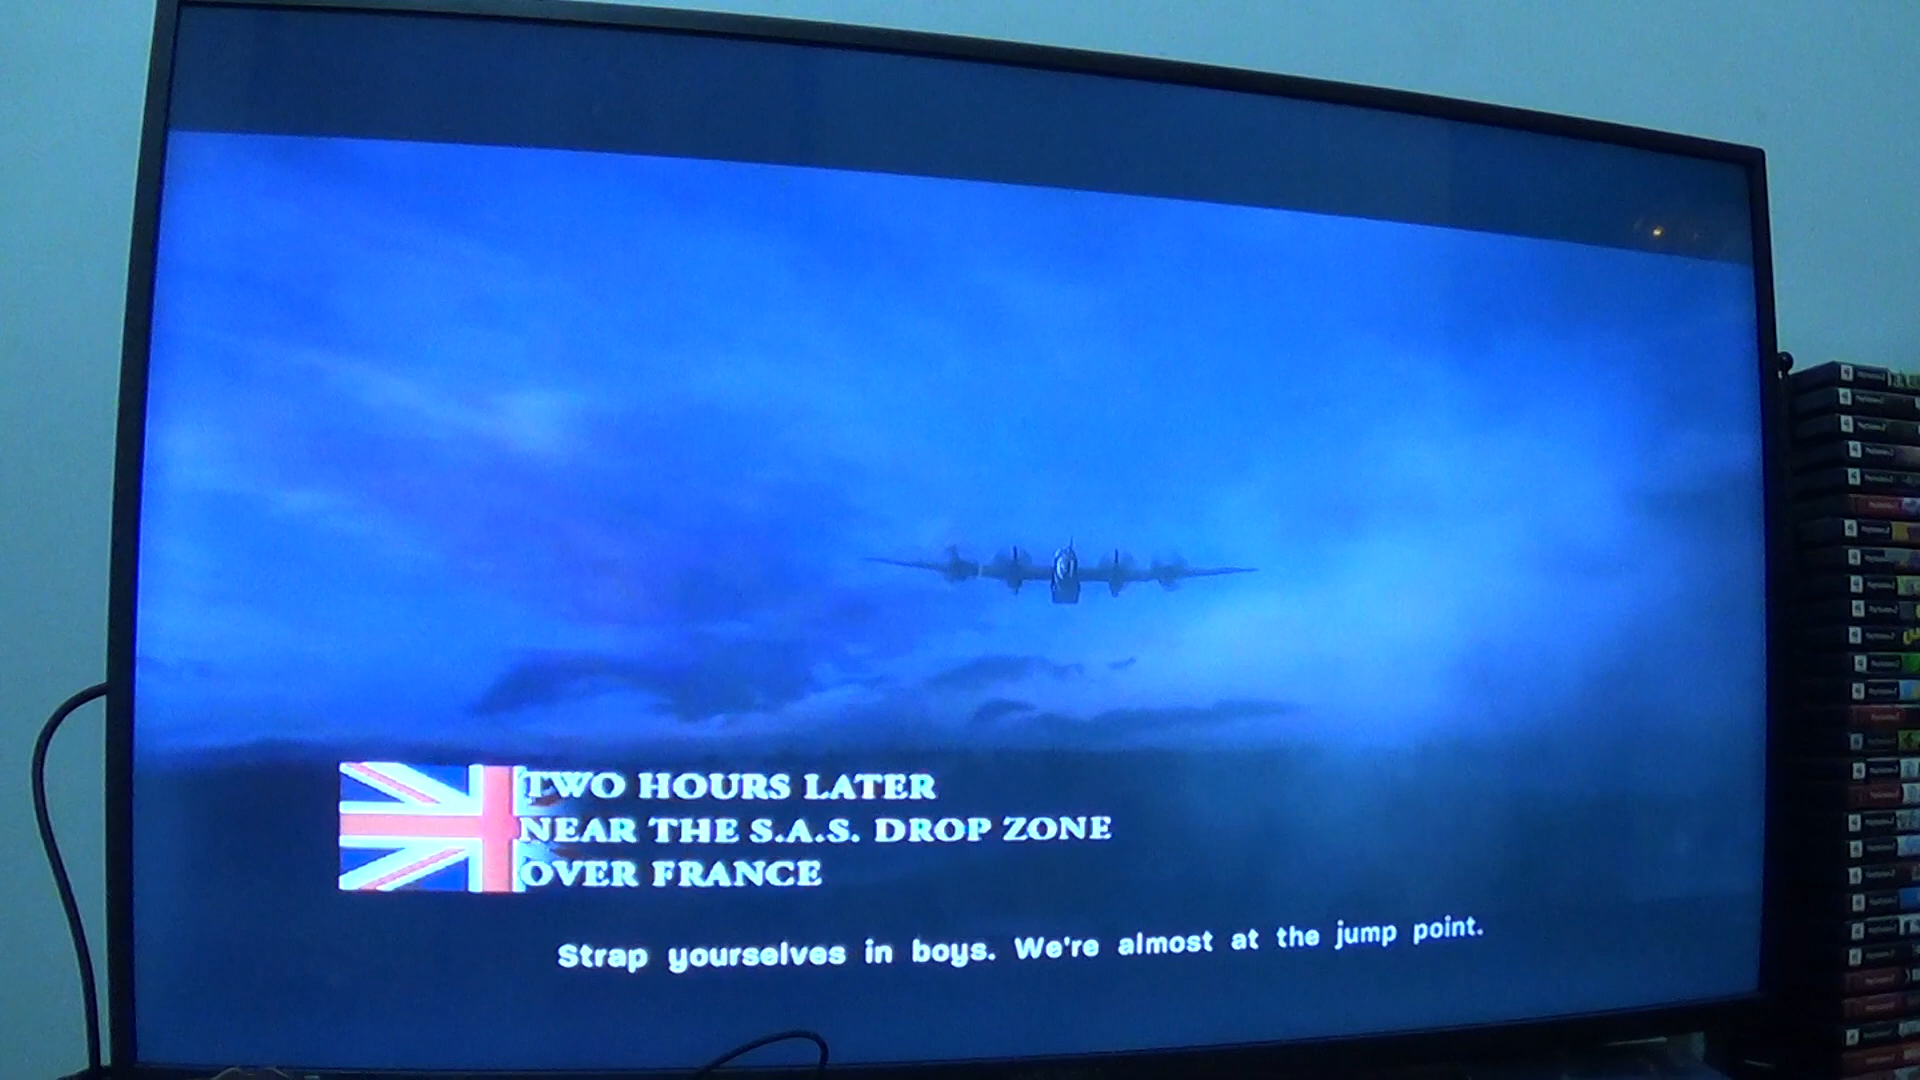 TWO HOURS LATER
NEAR THE S.A.S. DROP ZONE
OVER FRANCE
Strap yourselves in boys. We're almost at the jump point.